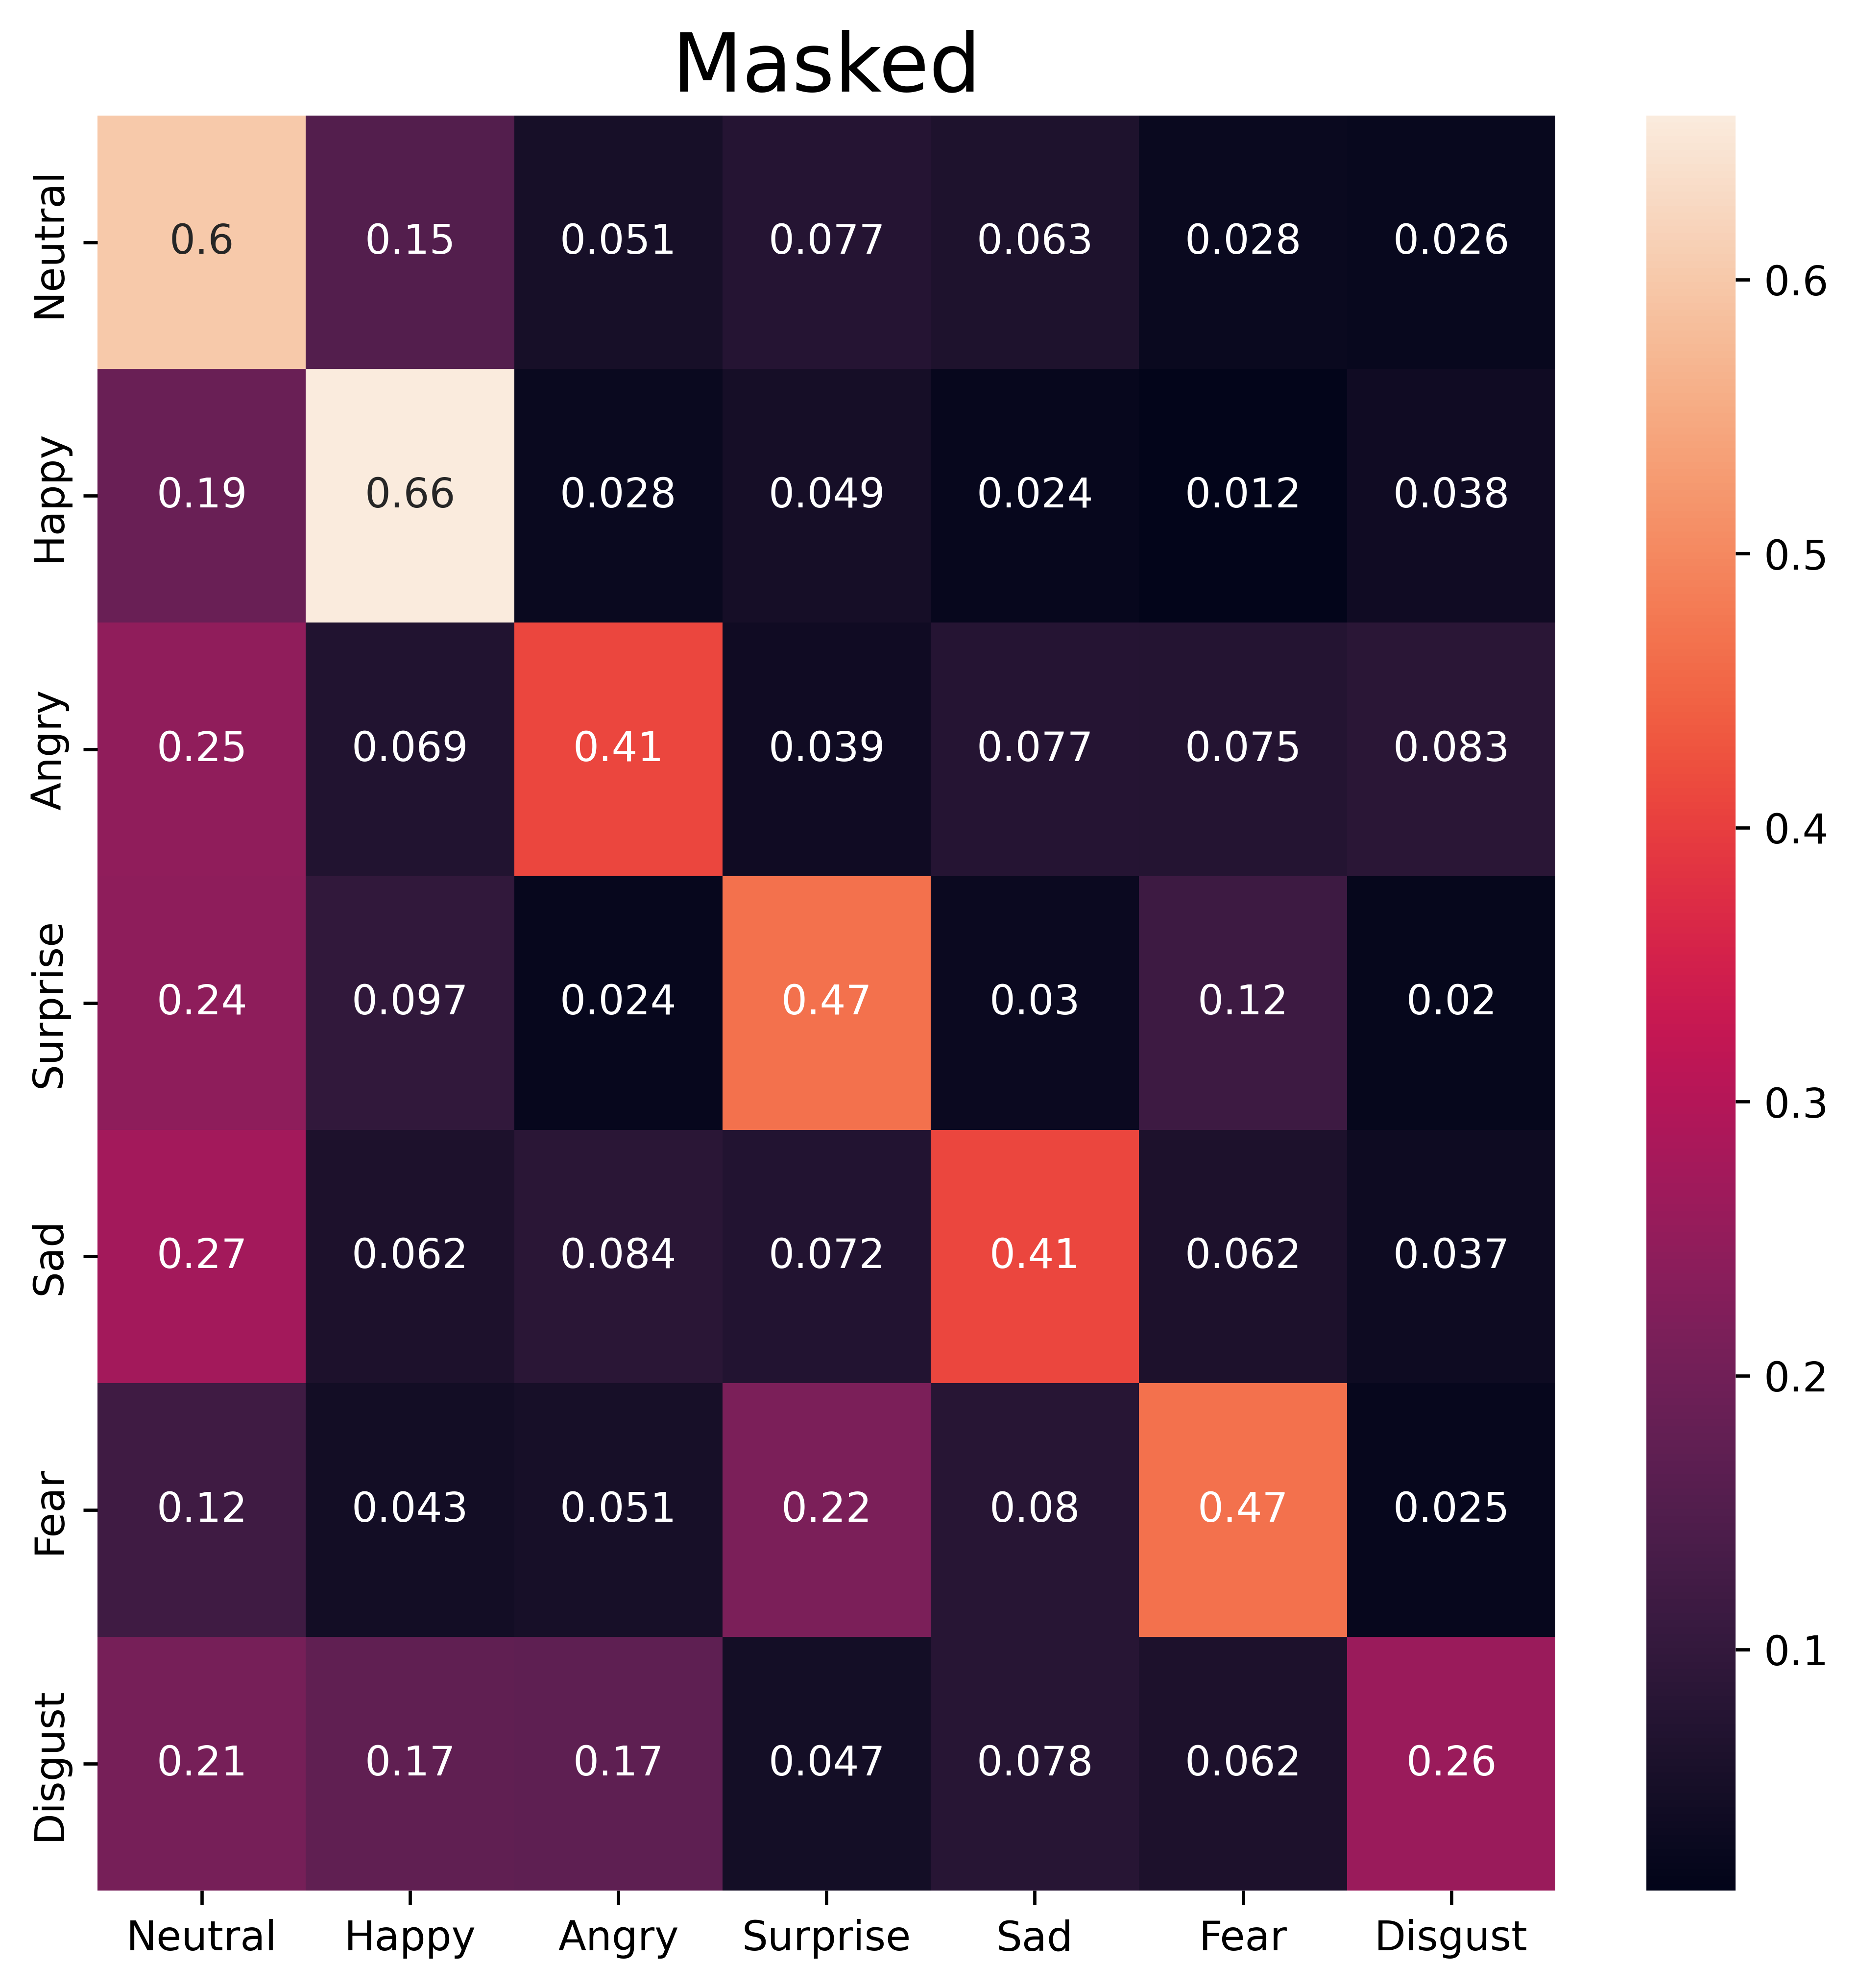 Masked
Neutral 0.6 0.15 0.051 0.077 0.063 0.028 0.026
Happy 0.19 0.66 0.028 0.049 0.024 0.012 0.038
Angry 0.25 0.069 0.41 0.039 0.077 0.075 0.083
Surprise 0.24 0.097 0.024 0.47 0.03 0.12 0.02
Sad 0.27 0.062 0.084 0.072 0.41 0.062 0.037
Fear 0.12 0.043 0.051 0.22 0.08 0.47 0.025
Disgust 0.21 0.17 0.17 0.047 0.078 0.062 0.26
Neutral Happy Angry Surprise Sad Fear Disgust
0.6
0.5
0.4
0.3
0.2
0.1